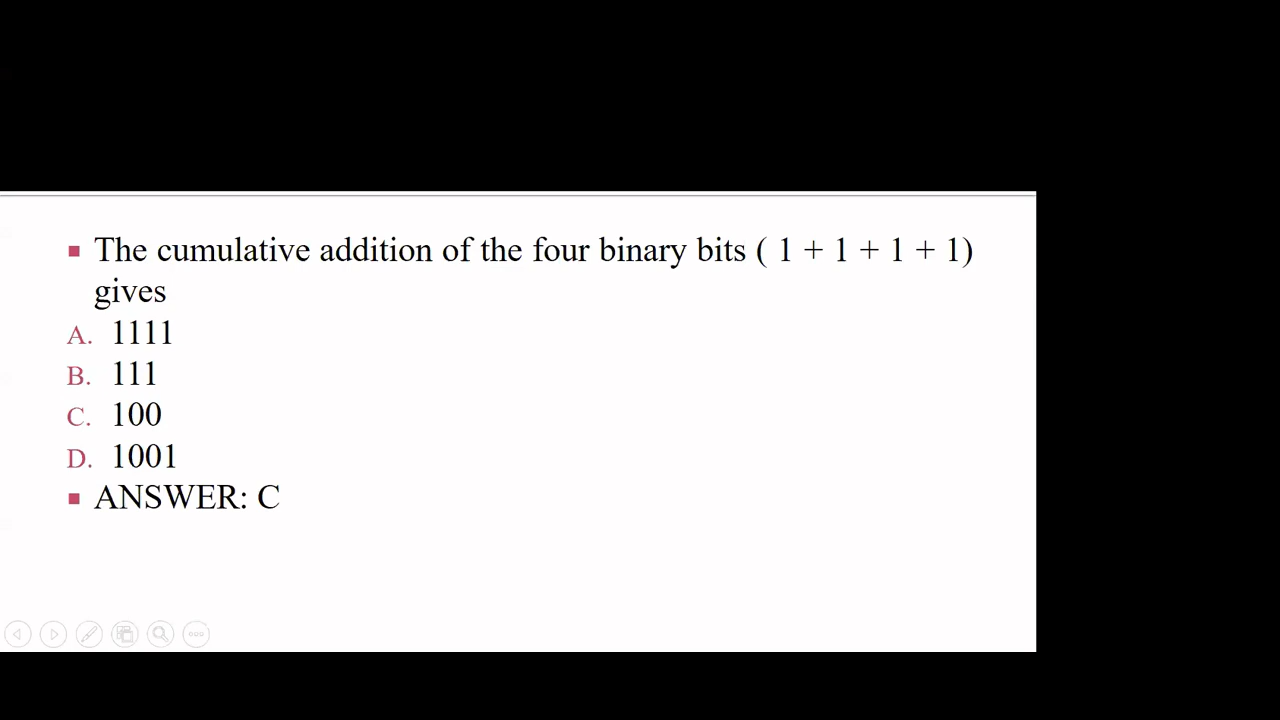 The cumulative addition of the four binary bits ( 1 + 1 + 1 + 1)
gives
A. 1111
B. 111
C. 100
D. 1001
ANSWER: C